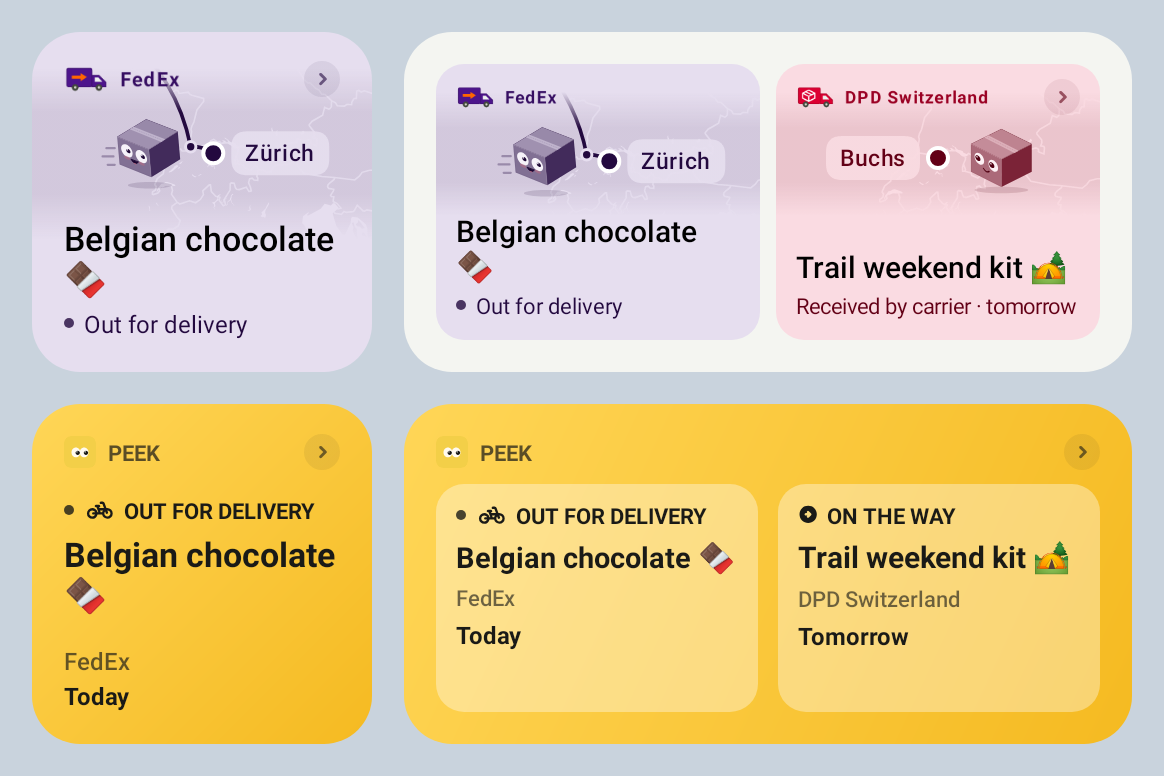 FedEx
Zürich
Belgian chocolate
🍫
Out for delivery
FedEx
Zürich
Belgian chocolate
🍫
Out for delivery
DPD Switzerland
Buchs
Trail weekend kit 🏕️
Received by carrier · tomorrow
PEEK
OUT FOR DELIVERY
Belgian chocolate
🍫
FedEx
Today
PEEK
OUT FOR DELIVERY
Belgian chocolate 🍫
FedEx
Today
ON THE WAY
Trail weekend kit 🏕️
DPD Switzerland
Tomorrow